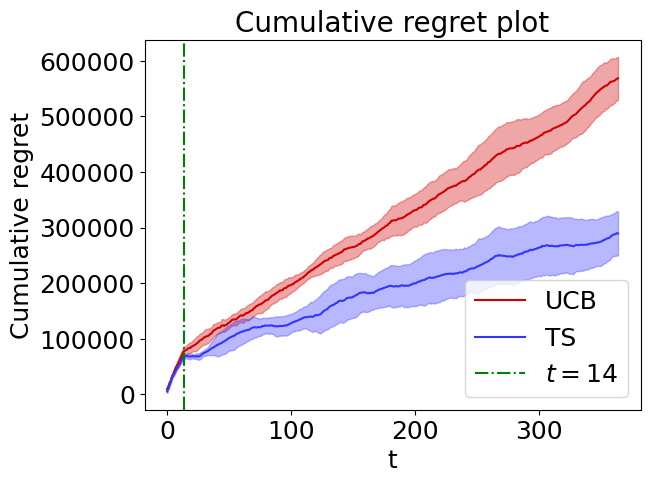 Cumulative regret plot
Cumulative regret
600000
500000
400000
300000
200000
100000
0
0 100 200 300
t
UCB
TS
t = 14